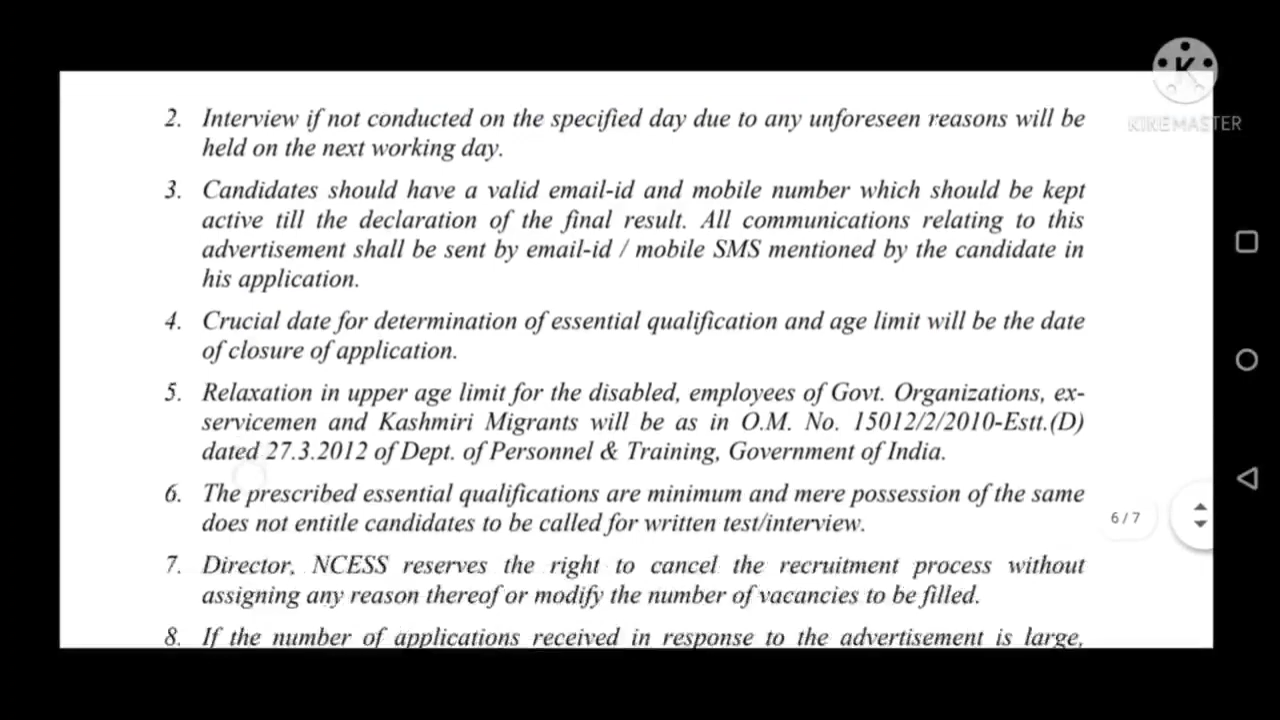 KINEMASTER
2. Interview if not conducted on the specified day due to any unforeseen reasons will be
held on the next working day.
3. Candidates should have a valid email-id and mobile number which should be kept
active till the declaration of the final result. All communications relating to this
advertisement shall be sent by email-id / mobile SMS mentioned by the candidate in
his application.
4. Crucial date for determination of essential qualification and age limit will be the date
of closure of application.
5. Relaxation in upper age limit for the disabled, employees of Govt. Organizations, ex-
servicemen and Kashmiri Migrants will be as in O.M. No. 15012/2/2010-Estt.(D)
dated 27.3.2012 of Dept. of Personnel & Training, Government of India.
6. The prescribed essential qualifications are minimum and mere possession of the same
does not entitle candidates to be called for written test/interview.
6 / 7
7. Director, NCESS reserves the right to cancel the recruitment process without
assigning any reason thereof or modify the number of vacancies to be filled.
8. If the number of applications received in response to the advertisement is large,